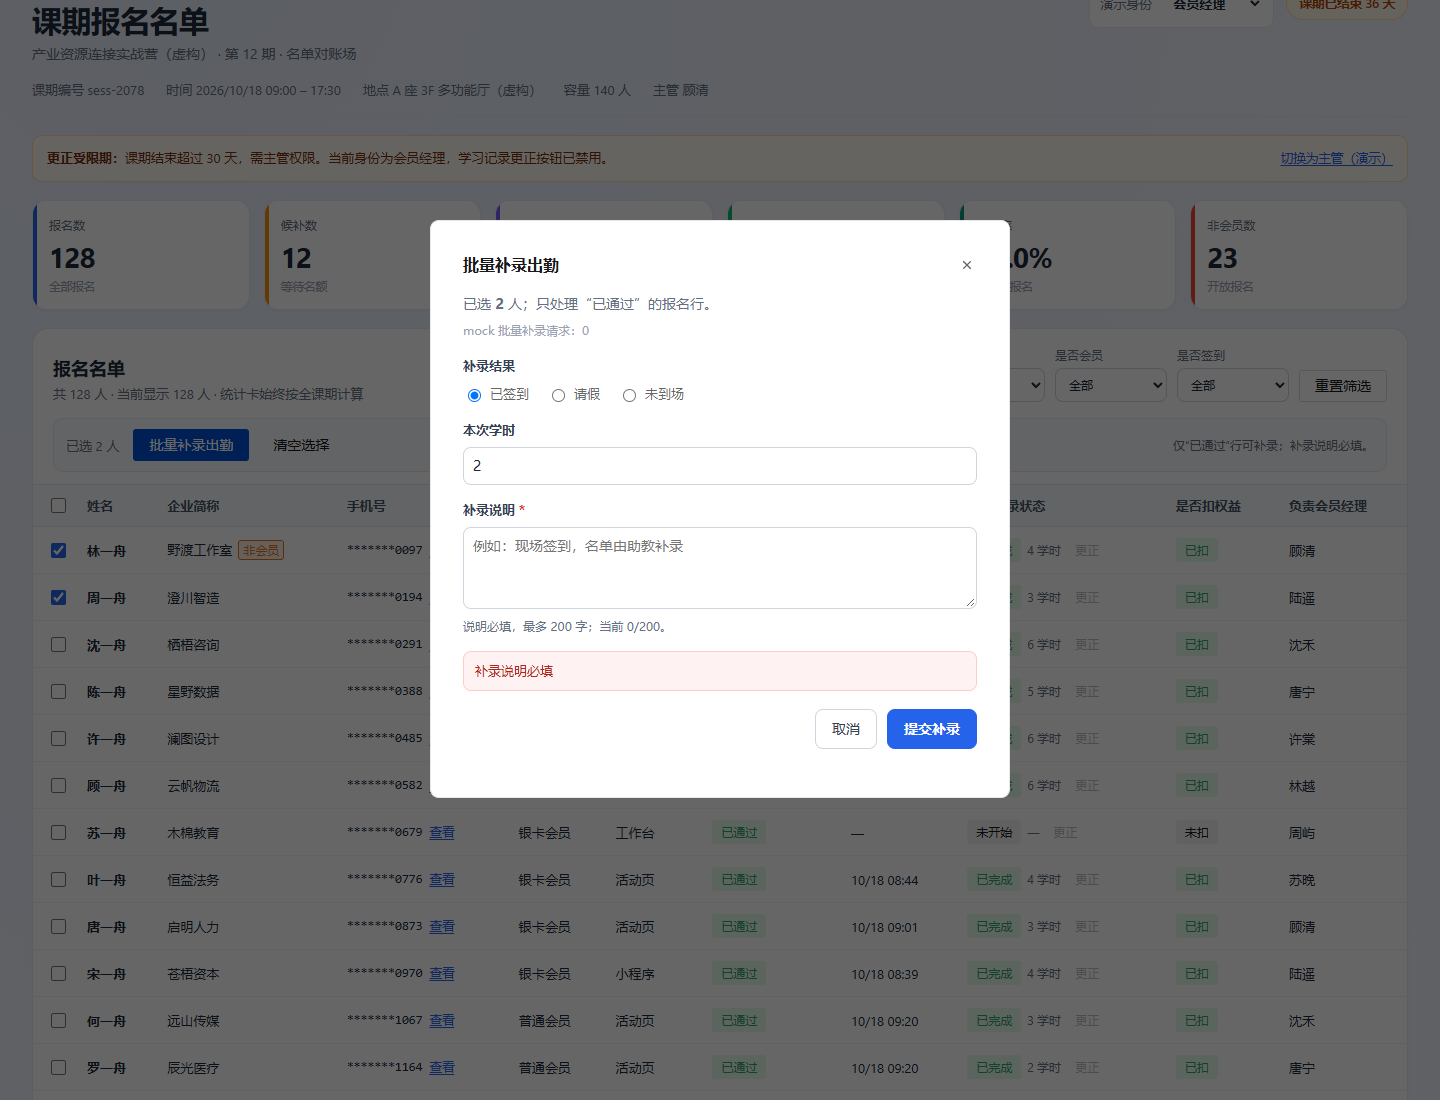 课期报名名单
演示身份 会员经理
课期已结束 36 天
产业资源连接实战营（虚构） · 第 12 期 · 名单对账场
课期编号 sess-2078 时间 2026/10/18 09:00 – 17:30 地点 A 座 3F 多功能厅（虚构） 容量 140 人 主管 顾清
更正受限期：课期结束超过 30 天，需主管权限。当前身份为会员经理，学习记录更正按钮已禁用。
切换为主管（演示）
报名数
128
全部报名
候补数
12
等待名额
.0%
报名
非会员数
23
开放报名
报名名单
共 128 人 · 当前显示 128 人 · 统计卡始终按全课期计算
是否会员
全部
是否签到
全部
重置筛选
已选 2 人 批量补录出勤 清空选择
仅“已通过”行可补录；补录说明必填。
批量补录出勤
×
已选 2 人；只处理“已通过”的报名行。
mock 批量补录请求：0
补录结果
已签到 请假 未到场
本次学时
2
补录说明 *
例如：现场签到，名单由助教补录
说明必填，最多 200 字；当前 0/200。
补录说明必填
取消 提交补录
姓名 企业简称 手机号 录状态 是否扣权益 负责会员经理
林一舟 野渡工作室 非会员 *******0097 4 学时 更正 已扣 顾清
周一舟 澄川智造 *******0194 3 学时 更正 已扣 陆遥
沈一舟 栖梧咨询 *******0291 6 学时 更正 已扣 沈禾
陈一舟 星野数据 *******0388 5 学时 更正 已扣 唐宁
许一舟 澜图设计 *******0485 6 学时 更正 已扣 许棠
顾一舟 云帆物流 *******0582 6 学时 更正 已扣 林越
苏一舟 木棉教育 *******0679 查看 银卡会员 工作台 已通过 — 未开始 — 更正 未扣 周屿
叶一舟 恒益法务 *******0776 查看 银卡会员 活动页 已通过 10/18 08:44 已完成 4 学时 更正 已扣 苏晚
唐一舟 启明人力 *******0873 查看 银卡会员 活动页 已通过 10/18 09:01 已完成 3 学时 更正 已扣 顾清
宋一舟 苍梧资本 *******0970 查看 银卡会员 小程序 已通过 10/18 08:39 已完成 4 学时 更正 已扣 陆遥
何一舟 远山传媒 *******1067 查看 普通会员 活动页 已通过 10/18 09:20 已完成 3 学时 更正 已扣 沈禾
罗一舟 辰光医疗 *******1164 查看 普通会员 活动页 已通过 10/18 09:20 已完成 2 学时 更正 已扣 唐宁